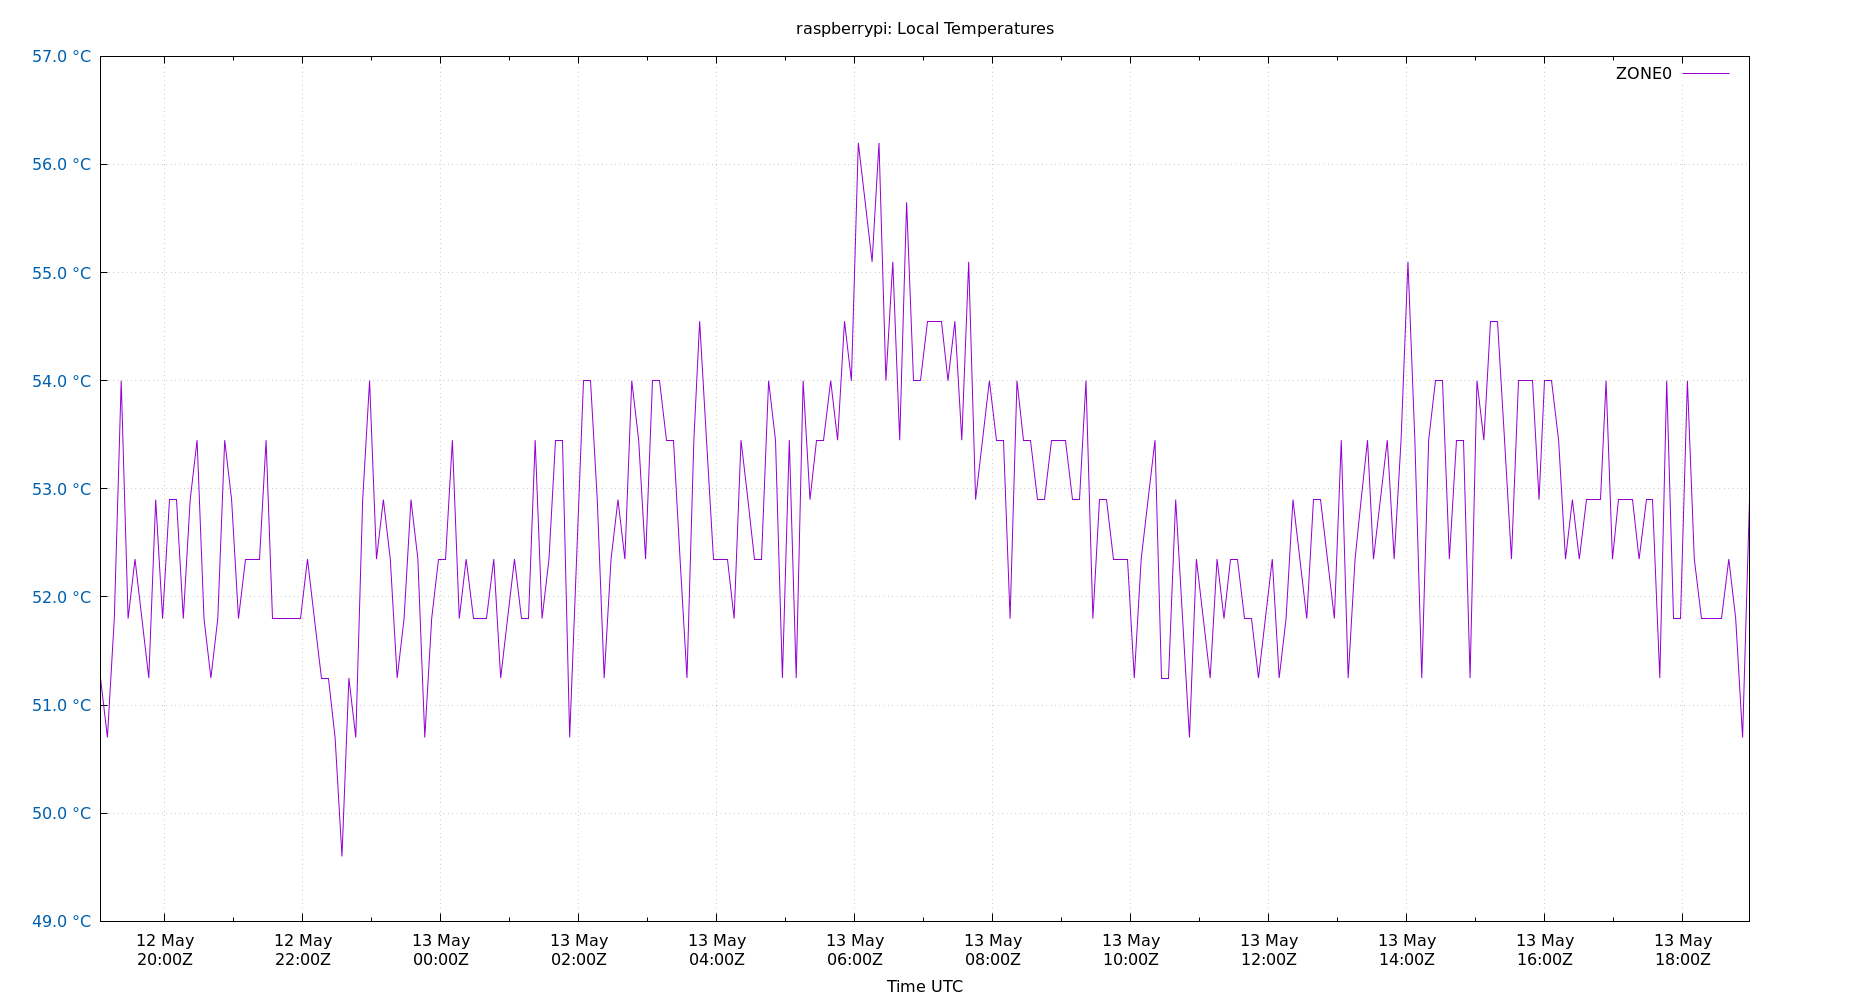 raspberrypi: Local Temperatures
57.0 °C
ZONE0
56.0 °C
55.0 °C
54.0 °C
53.0 °C
52.0 °C
51.0 °C
50.0 °C
49.0 °C
12 May 12 May 13 May 13 May 13 May 13 May 13 May 13 May 13 May 13 May 13 May 13 May
20:00Z 22:00Z 00:00Z 02:00Z 04:00Z 06:00Z 08:00Z 10:00Z 12:00Z 14:00Z 16:00Z 18:00Z
Time UTC